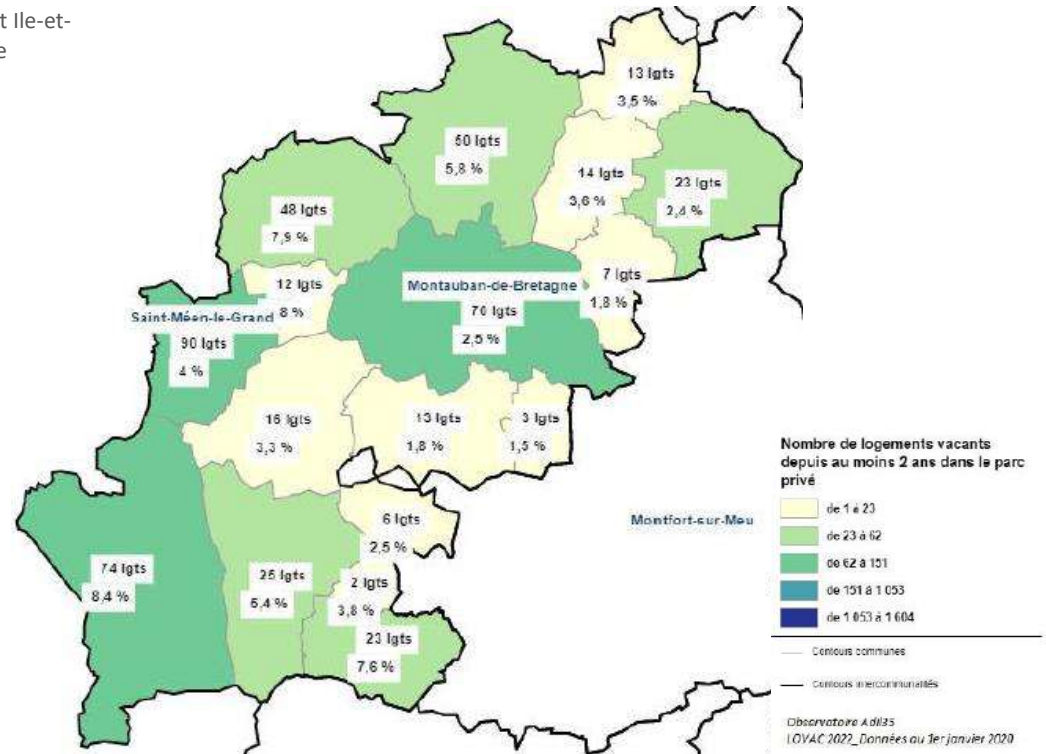 t Ile-et-
e
13 lgts
3,5 %
50 lgts
5,8 %
14 lgts
3,6 %
23 lgts
2,4 %
48 lgts
7,9 %
7 lgts
1,8 %
12 lgts
8 %
Montauban-de-Bretagne
70 lgts
2,5 %
Saint-Méen-le-Grand
90 lgts
4 %
16 lgts
3,3 %
13 lgts
1,8 %
3 lgts
1,5 %
6 lgts
2,5 %
Montfort-sur-Meu
74 lgts
8,4 %
25 lgts
5,4 %
2 lgts
3,8 %
23 lgts
7,6 %
Nombre de logements vacants
depuis au moins 2 ans dans le parc
privé
de 1 à 23
de 23 à 62
de 62 à 151
de 151 à 1 053
de 1 053 à 1 604
Contours communes
Contours intercommunalités
Observatoire Adil35
LOVAC 2022_Données au 1er janvier 2020